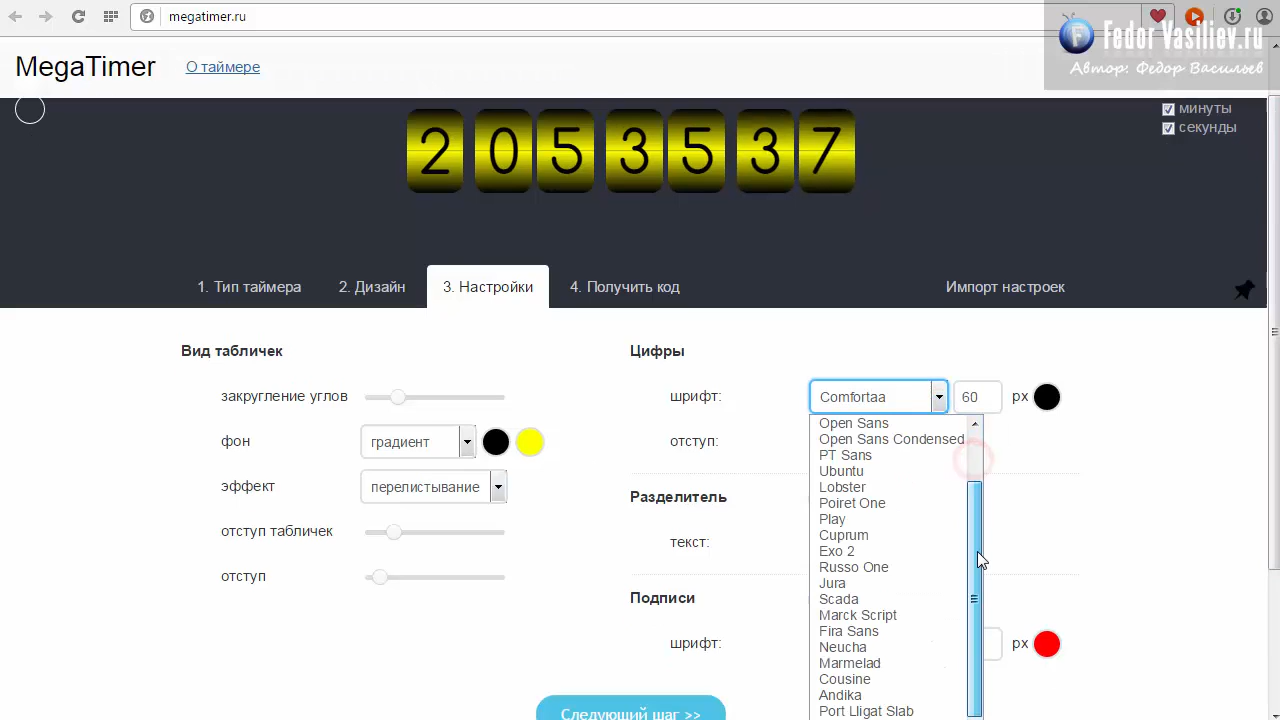 megatimer.ru
Fedor Vasiliev.ru
Автор: Федор Васильев
MegaTimer
О таймере
минуты
секунды
2 0 5 3 5 3 7
1. Тип таймера
2. Дизайн
3. Настройки
4. Получить код
Импорт настроек
Вид табличек
закругление углов
фон
градиент
эффект
перелистывание
отступ табличек
отступ
Цифры
шрифт:
Comfortaa
60
px
отступ:
Разделитель
текст:
Подписи
шрифт:
px
Open Sans
Open Sans Condensed
PT Sans
Ubuntu
Lobster
Poiret One
Play
Cuprum
Exo 2
Russo One
Jura
Scada
Marck Script
Fira Sans
Neucha
Marmelad
Cousine
Andika
Port Lligat Slab
Следующий шаг >>